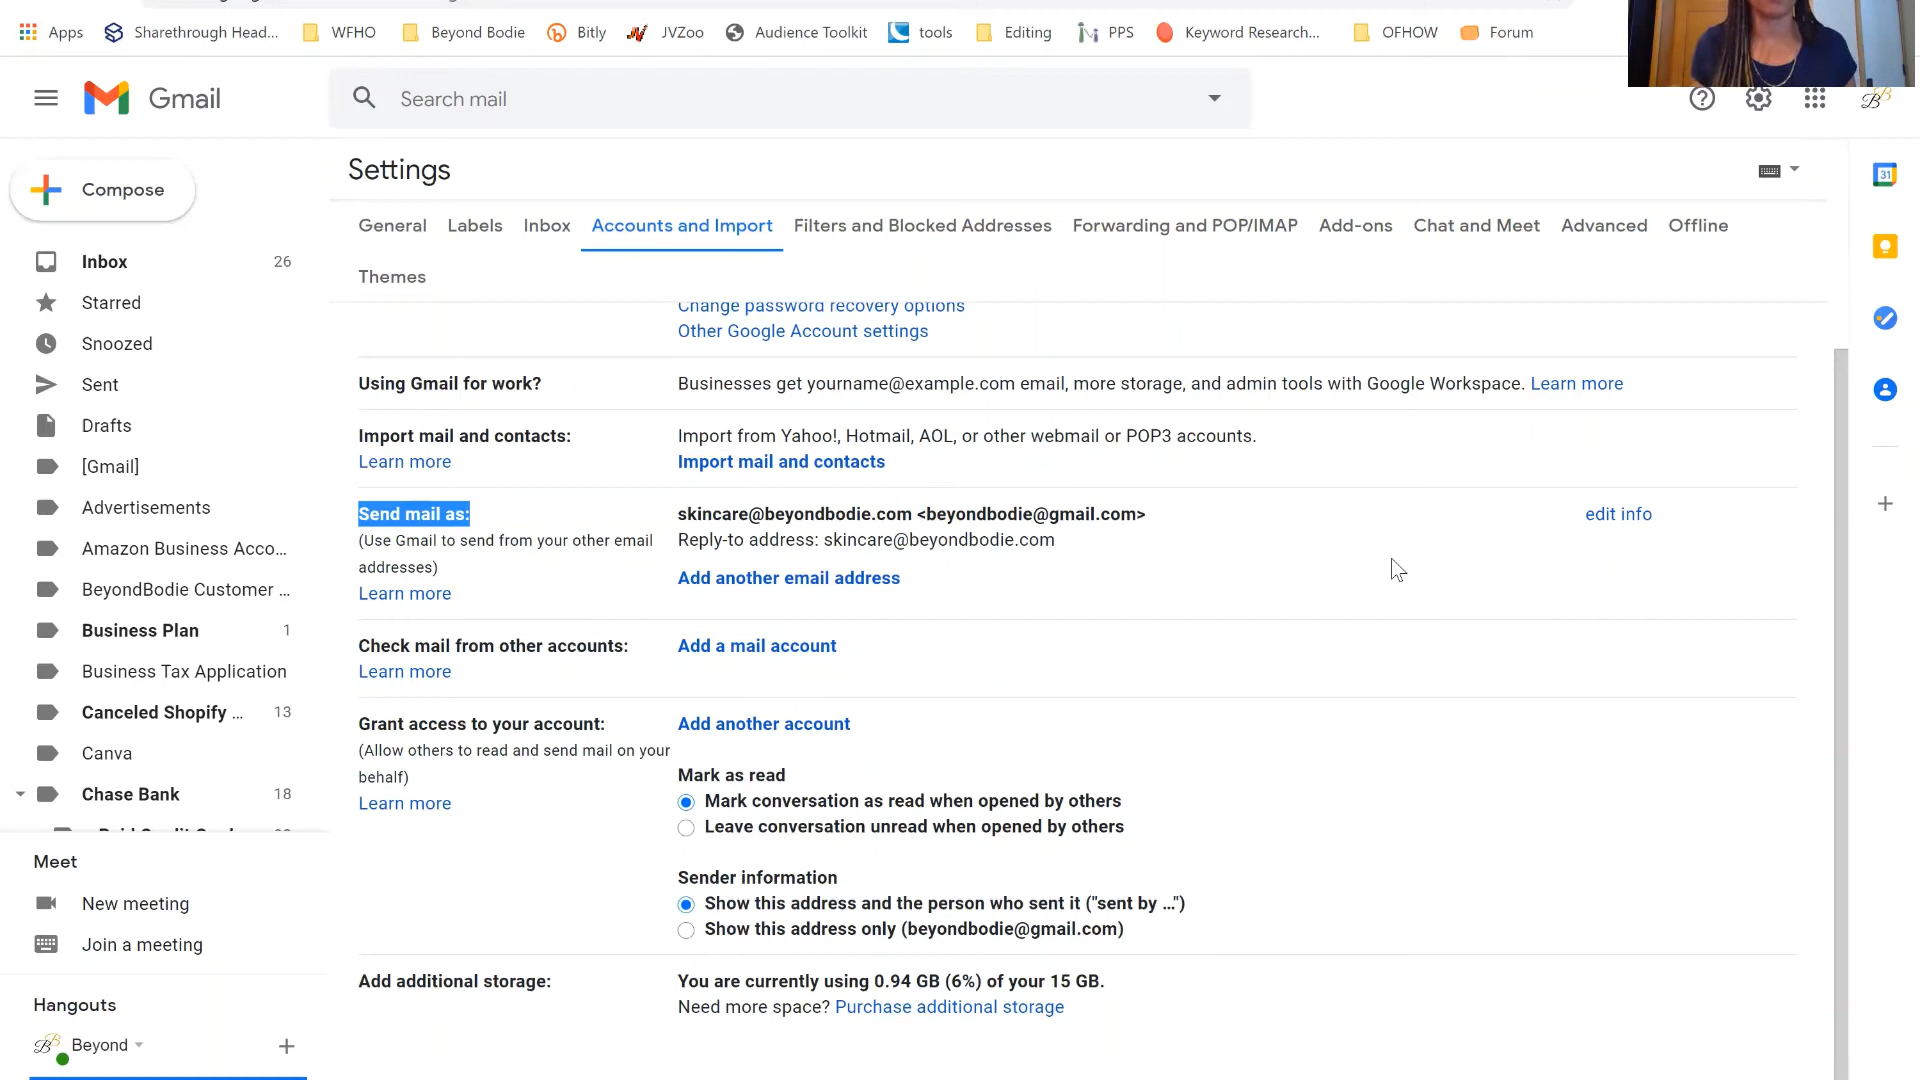 Apps
Sharethrough Head...
WFHO
Beyond Bodie
Bitly
JVZoo
Audience Toolkit
tools
Editing
PPS
Keyword Research...
OFHOW
Forum
Gmail
Search mail
Compose
Inbox 26
Starred
Snoozed
Sent
Drafts
[Gmail]
Advertisements
Amazon Business Acco...
BeyondBodie Customer ...
Business Plan 1
Business Tax Application
Canceled Shopify ... 13
Canva
Chase Bank 18
Meet
New meeting
Join a meeting
Hangouts
Beyond
Settings
General Labels Inbox Accounts and Import Filters and Blocked Addresses Forwarding and POP/IMAP Add-ons Chat and Meet Advanced Offline
Themes
Change password recovery options
Other Google Account settings
Using Gmail for work?
Businesses get yourname@example.com email, more storage, and admin tools with Google Workspace. Learn more
Import mail and contacts:
Learn more
Import from Yahoo!, Hotmail, AOL, or other webmail or POP3 accounts.
Import mail and contacts
Send mail as:
(Use Gmail to send from your other email
addresses)
Learn more
skincare@beyondbodie.com <beyondbodie@gmail.com>
edit info
Reply-to address: skincare@beyondbodie.com
Add another email address
Check mail from other accounts:
Learn more
Add a mail account
Grant access to your account:
(Allow others to read and send mail on your
behalf)
Learn more
Add another account
Mark as read
Mark conversation as read when opened by others
Leave conversation unread when opened by others
Sender information
Show this address and the person who sent it ("sent by ...")
Show this address only (beyondbodie@gmail.com)
Add additional storage:
You are currently using 0.94 GB (6%) of your 15 GB.
Need more space? Purchase additional storage
31